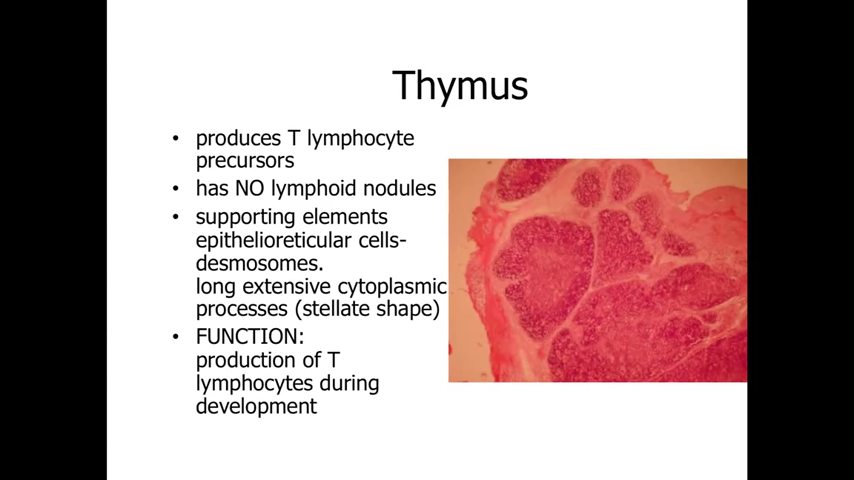 Thymus
• produces T lymphocyte
precursors
• has NO lymphoid nodules
• supporting elements
epithelioreticular cells-
desmosomes.
long extensive cytoplasmic
processes (stellate shape)
• FUNCTION:
production of T
lymphocytes during
development